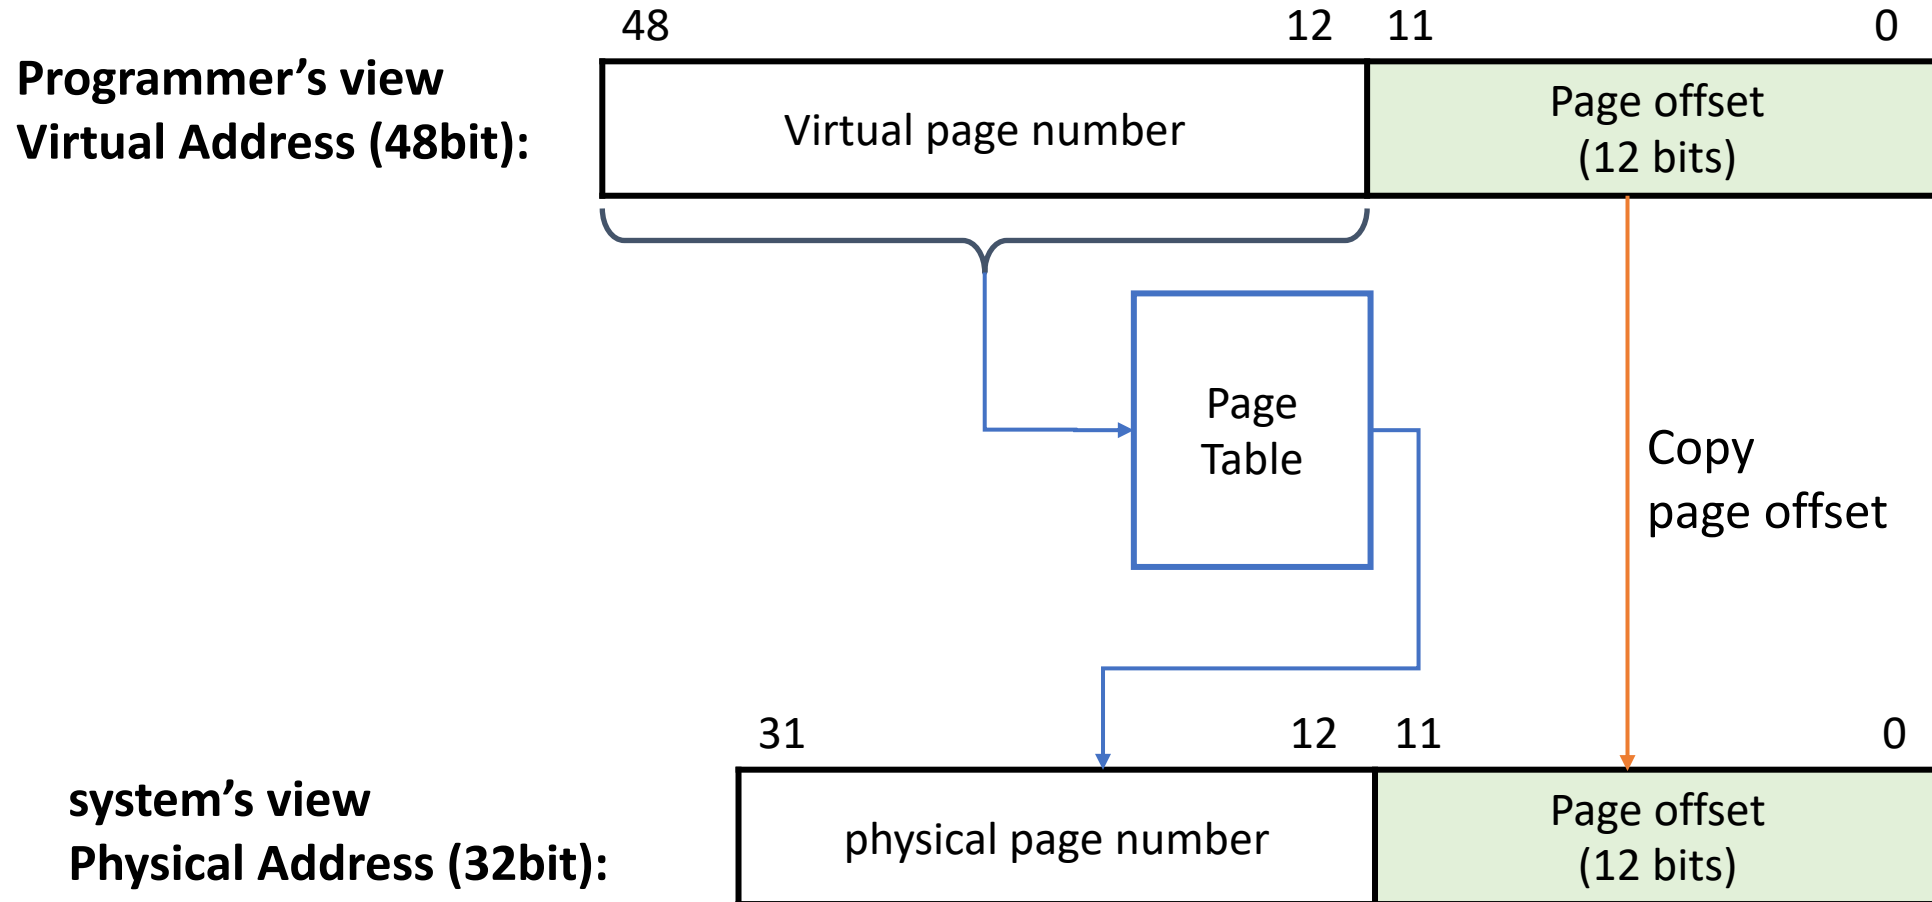 48 12 11 0
Programmer’s view
Virtual Address (48bit):
Virtual page number
Page offset
(12 bits)
Page
Table
Copy
page offset
31 12 11 0
system’s view
Physical Address (32bit):
physical page number
Page offset
(12 bits)